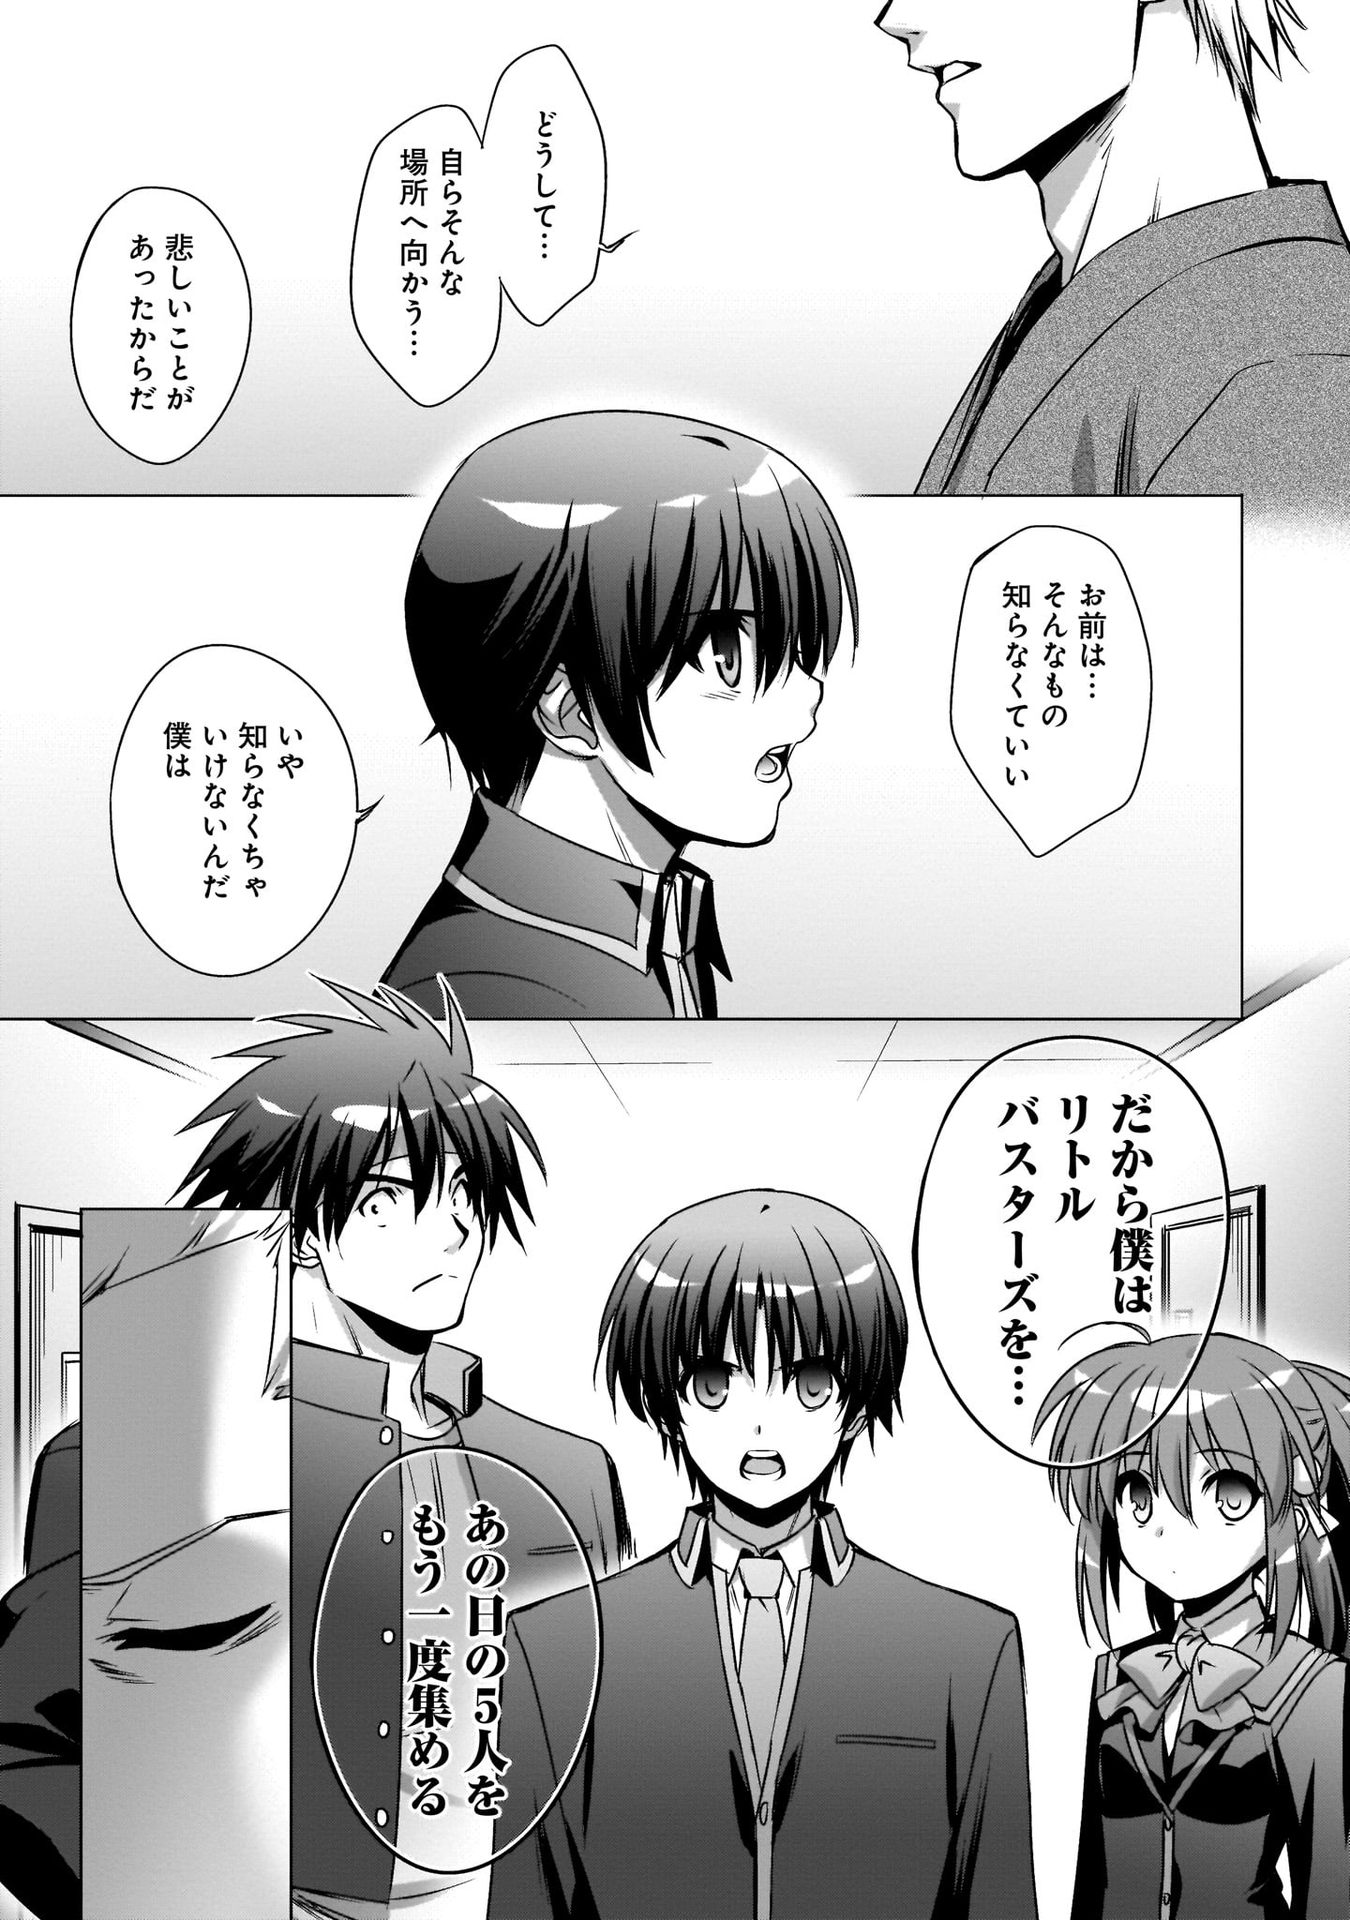 どうして…
自らそんな
場所へ向かう…
悲しいことが
あったからだ
お前は…
そんなもの
知らなくていい
いや
知らなくちゃ
いけないんだ
僕は
だから僕は
リトル
バスターズを…
あの日の5人を
もう一度集める